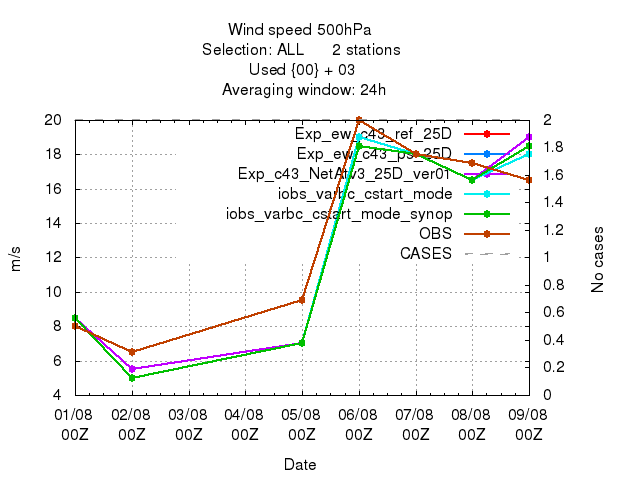 Wind speed 500hPa
Selection: ALL 2 stations
Used {00} + 03
Averaging window: 24h
20
18
16
14
12
10
8
6
4
m/s
2
1.8
1.6
1.4
1.2
1
0.8
0.6
0.4
0.2
0
No cases
Exp_ew_c43_ref_25D
Exp_ew_c43_ps_25D
Exp_c43_NetAtv3_25D_ver01
iobs_varbc_cstart_mode
iobs_varbc_cstart_mode_synop
OBS
CASES
01/08 02/08 03/08 04/08 05/08 06/08 07/08 08/08 09/08
00Z 00Z 00Z 00Z 00Z 00Z 00Z 00Z 00Z
Date